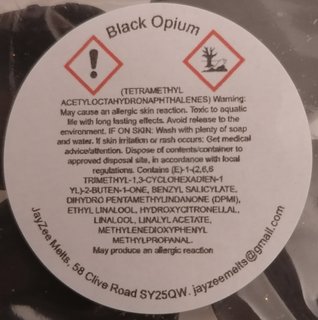 Black Opium
(TETRAMETHYL
ACETYLOCTAHYDRONAPHTHALENES) Warning:
May cause an allergic skin reaction. Toxic to aquatic
life with long lasting effects. Avoid release to the
environment. IF ON SKIN: Wash with plenty of soap
and water. If skin irritation or rash occurs: Get medical
advice/attention. Dispose of contents/container to
approved disposal site, in accordance with local
regulations. Contains (E)-1-(2,6,6
TRIMETHYL-1,3-CYCLOHEXADIEN-1
YL)-2-BUTEN-1-ONE, BENZYL SALICYLATE,
DIHYDRO PENTAMETHYLINDANONE (DPMI),
ETHYL LINALOOL, HYDROXYCITRONELLAL,
LINALOOL, LINALYL ACETATE,
METHYLENEDIOXYPHENYL
METHYLPROPANAL.
May produce an allergic reaction
JayZee Melts, 58 Clive Road SY25QW. jayzeemelts@gmail.com